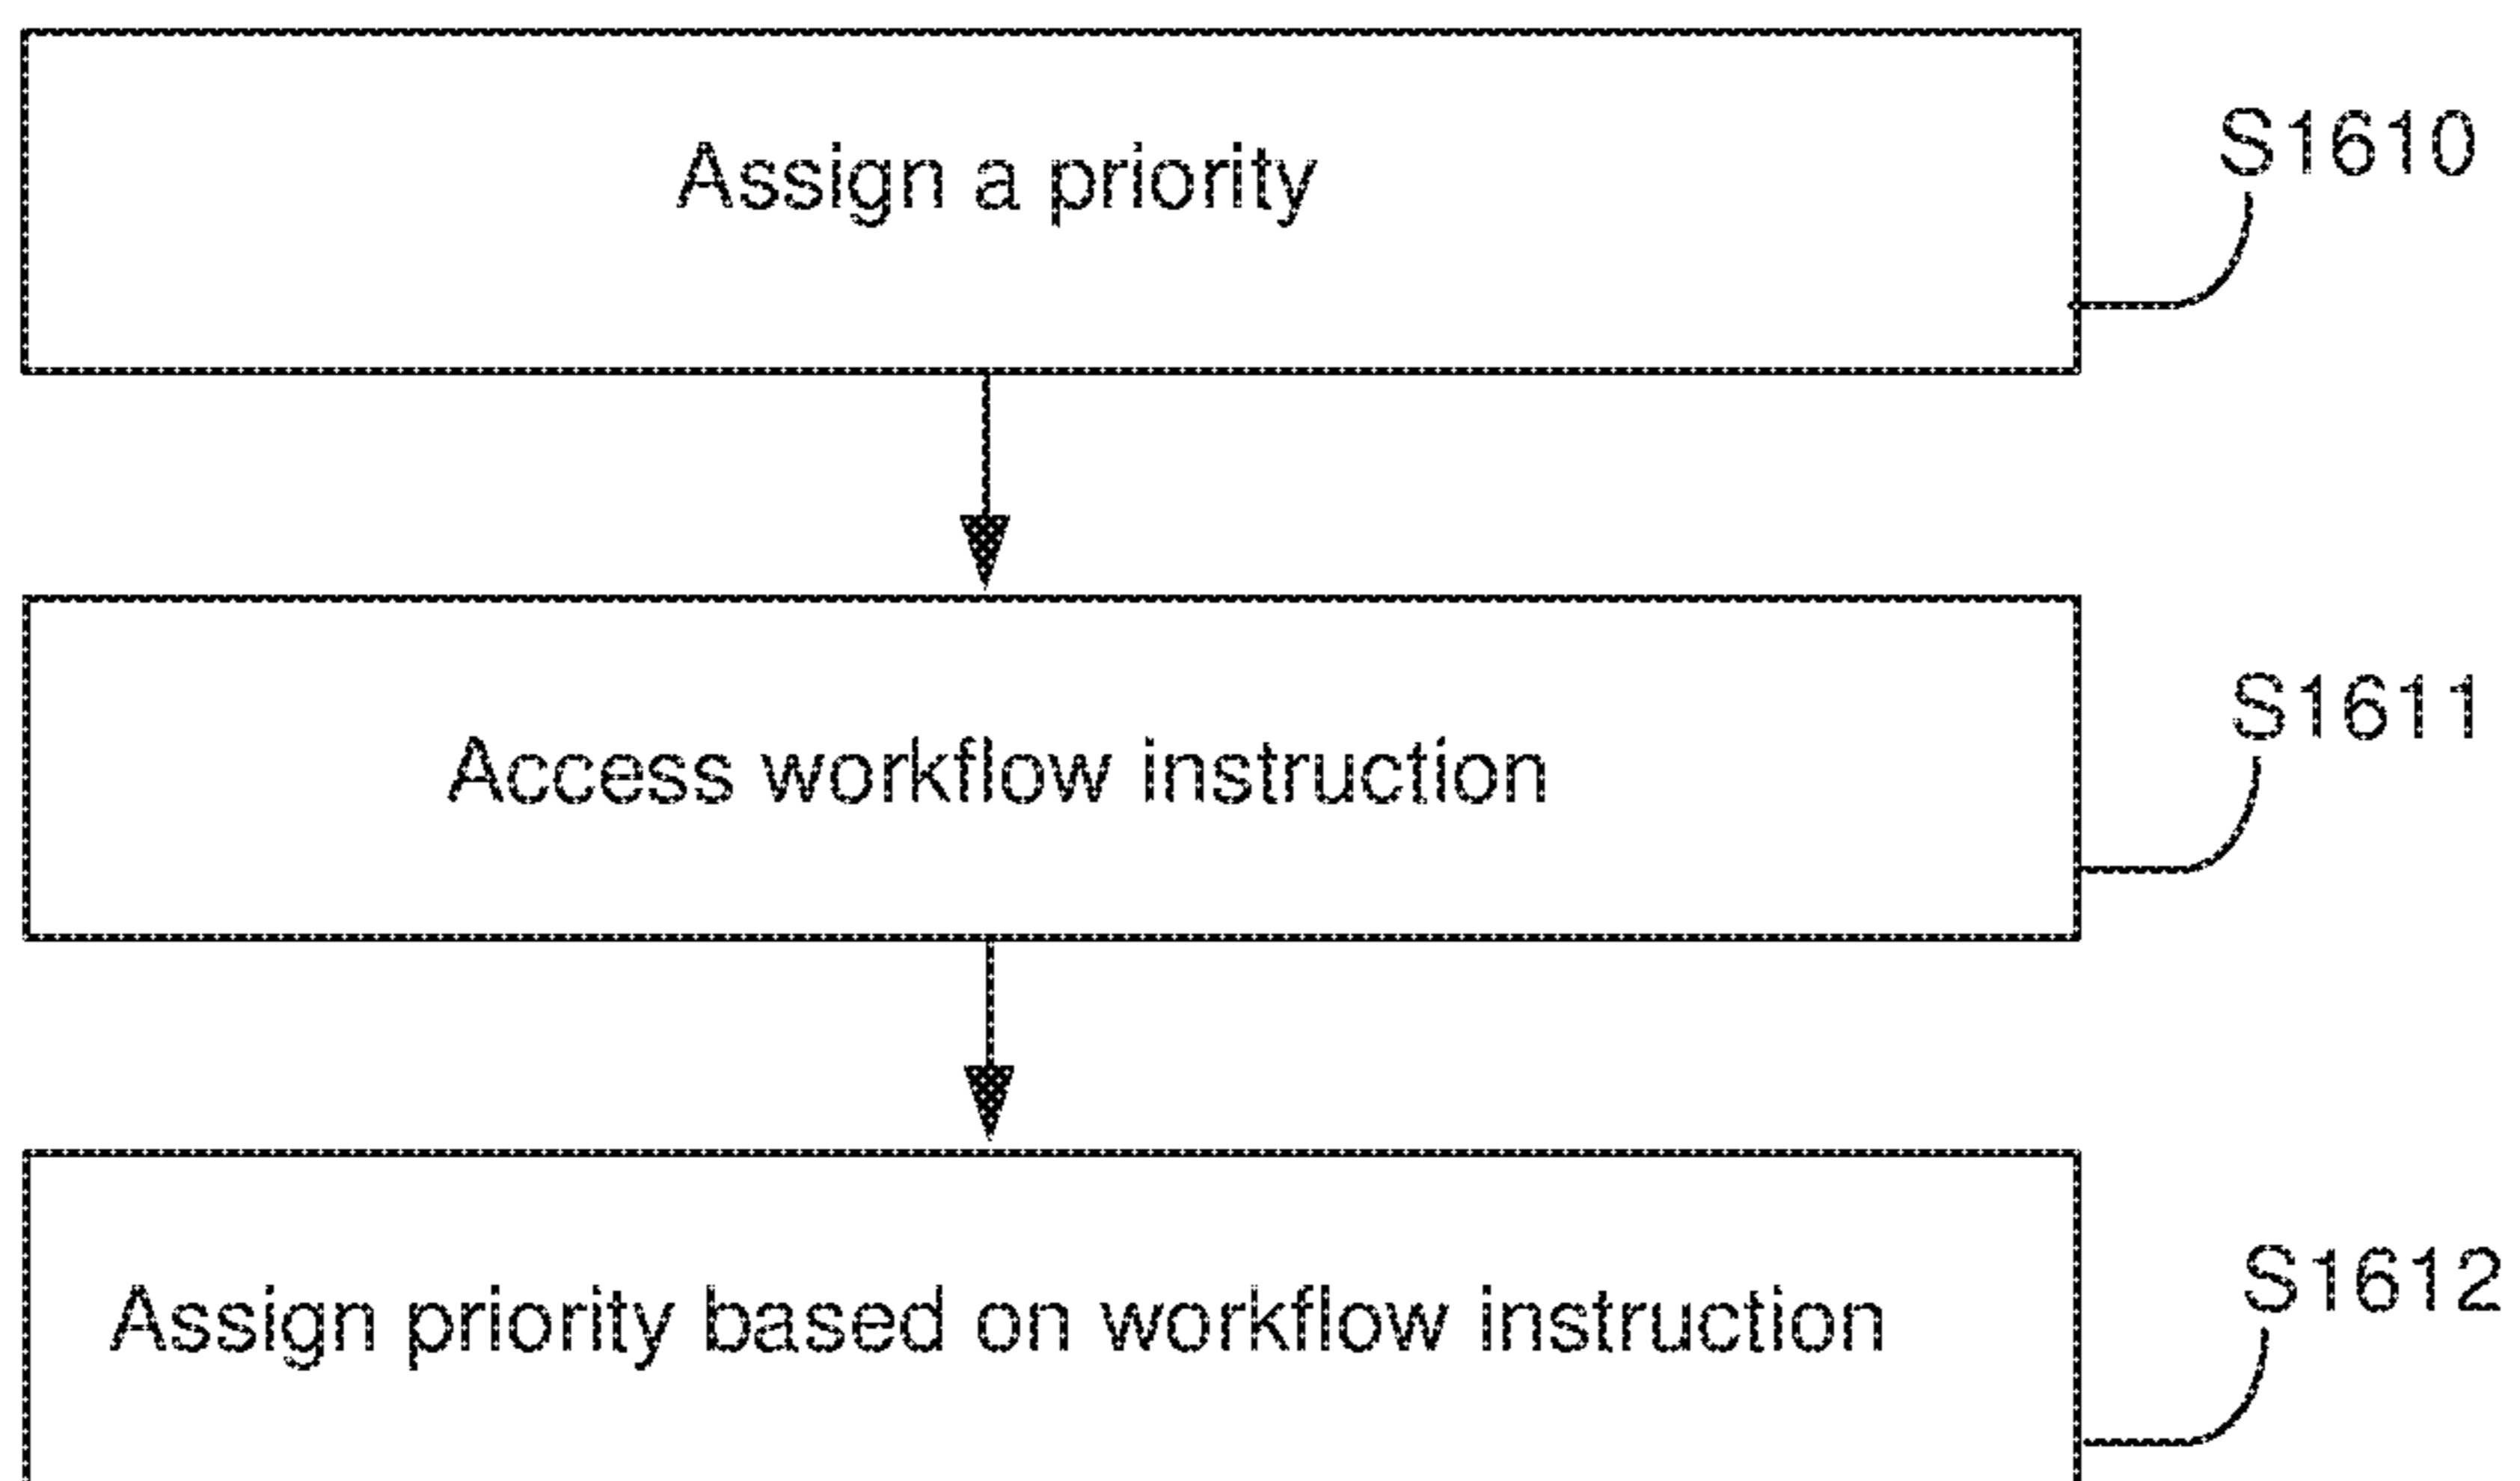 Assign a priority
S1610
Access workflow instruction
S1611
Assign priority based on workflow instruction
S1612